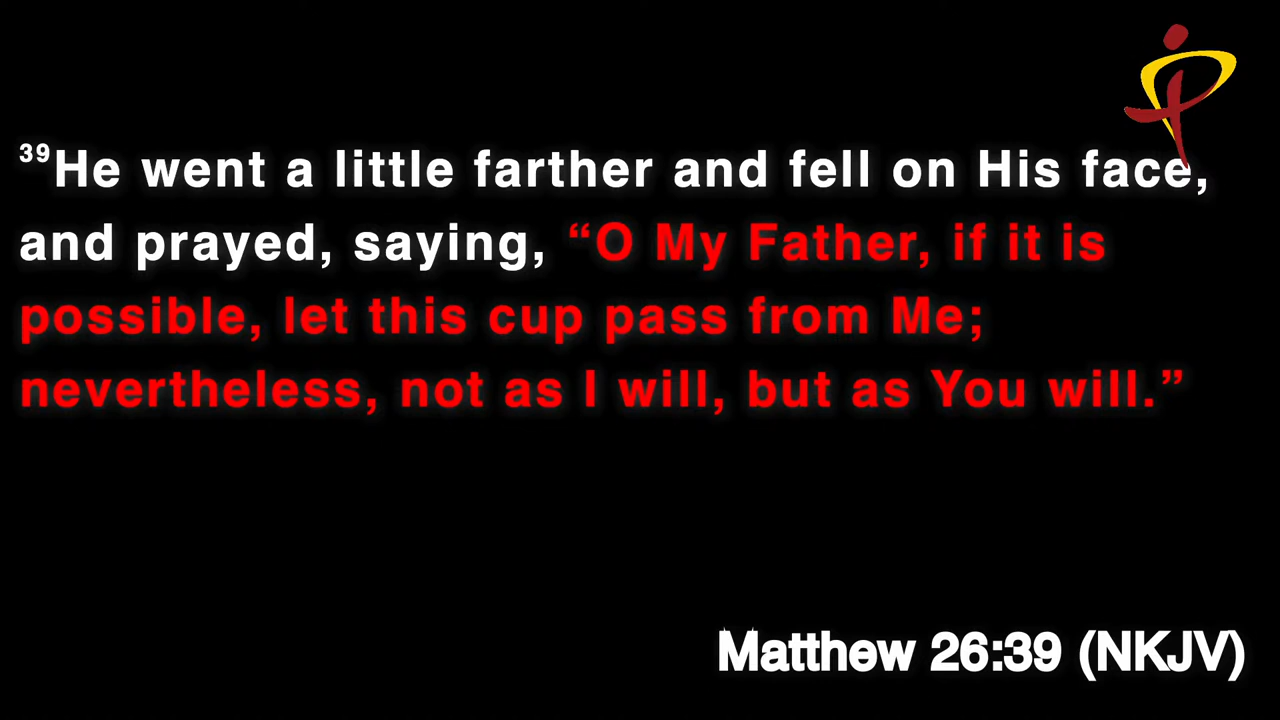 ³⁹He went a little farther and fell on His face,
and prayed, saying, “O My Father, if it is
possible, let this cup pass from Me;
nevertheless, not as I will, but as You will.”
Matthew 26:39 (NKJV)